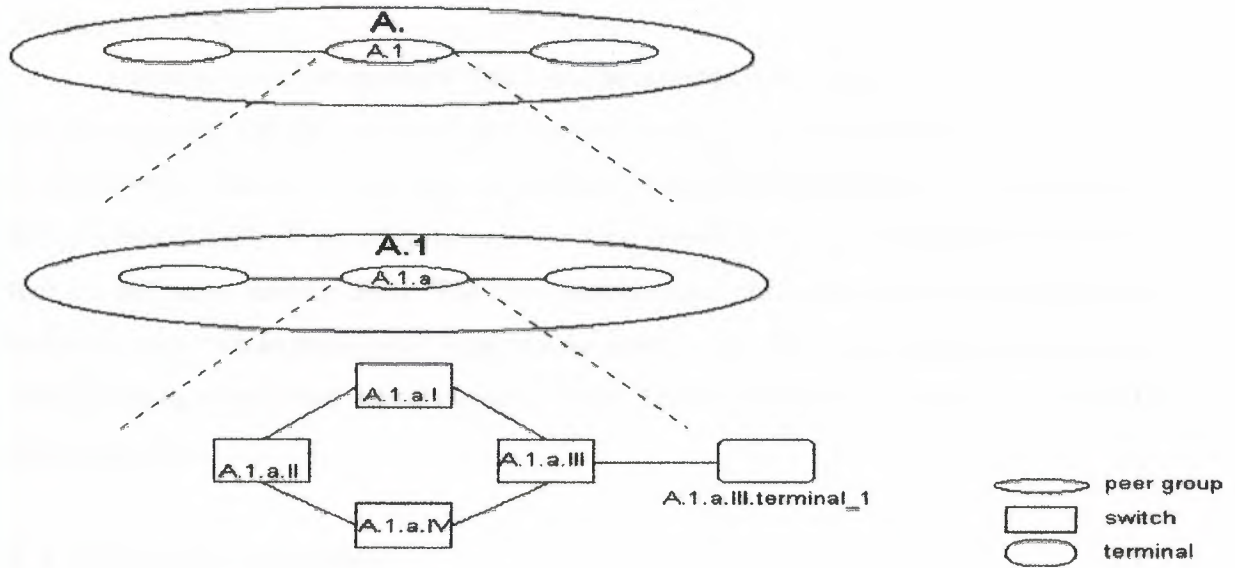 A.
A.1
A.1
A.1.a
A.1.a.I
A.1.a.II
A.1.a.III
A.1.a.IV
A.1.a.III.terminal_1
peer group
switch
terminal